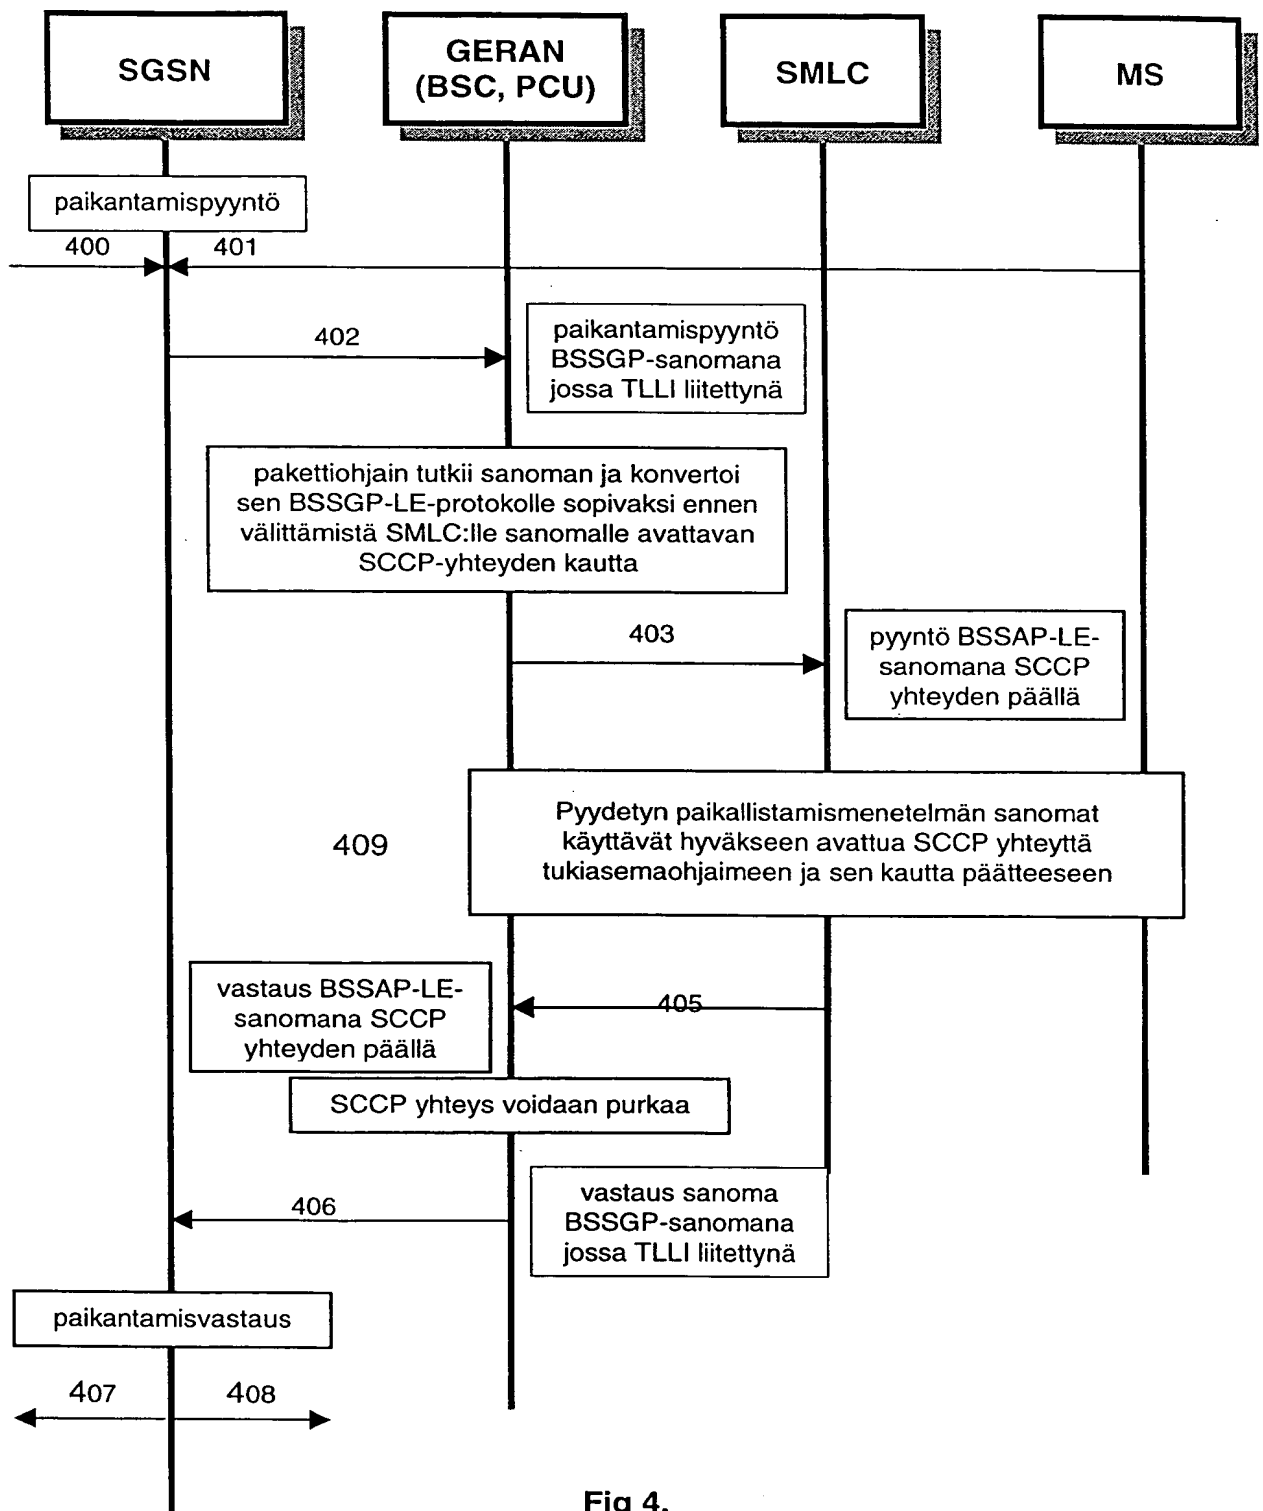 SGSN
GERAN
(BSC, PCU)
SMLC
MS
paikantamispyyntö
400
401
402
paikantamispyyntö
BSSGP-sanomana
jossa TLLI liitettynä
pakettiohjain tutkii sanoman ja konvertoi
sen BSSGP-LE-protokolle sopivaksi ennen
välittämistä SMLC:lle sanomalle avattavan
SCCP-yhteyden kautta
403
pyyntö BSSAP-LE-
sanomana SCCP
yhteyden päällä
409
Pyydetyn paikallistamismenetelmän sanomat
käyttävät hyväkseen avattua SCCP yhteyttä
tukiasemaohjaimeen ja sen kautta päätteeseen
vastaus BSSAP-LE-
sanomana SCCP
yhteyden päällä
405
SCCP yhteys voidaan purkaa
406
vastaus sanoma
BSSGP-sanomana
jossa TLLI liitettynä
paikantamisvastaus
407
408
Fig 4.